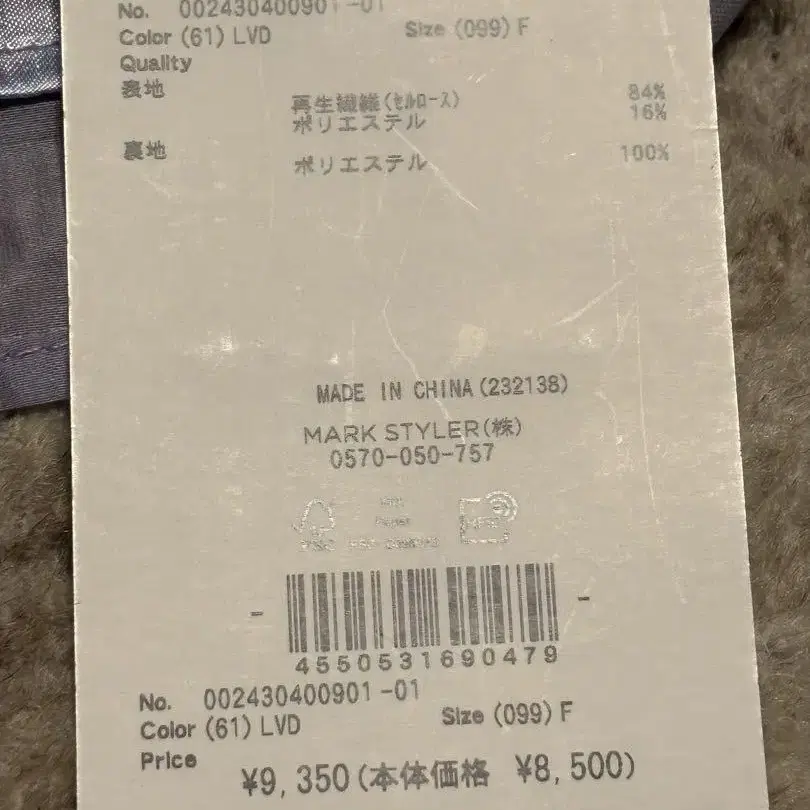 No. 002430400901-01
Color (61) LVD Size (099) F
Quality
表地
再生繊維(セルロース) 84%
ポリエステル 16%
裏地 ポリエステル 100%
MADE IN CHINA(232138)
MARK STYLER(株)
0570-050-757
4550531690479
No. 002430400901-01
Color (61) LVD Size (099) F
Price
¥9,350(本体価格 ¥8,500)